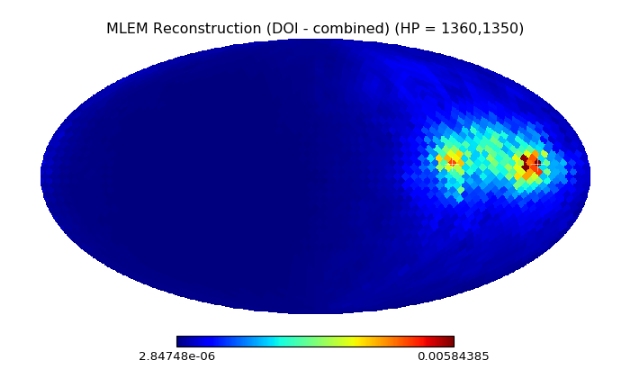 MLEM Reconstruction (DOI - combined) (HP = 1360,1350)
2.84748e-06 0.00584385